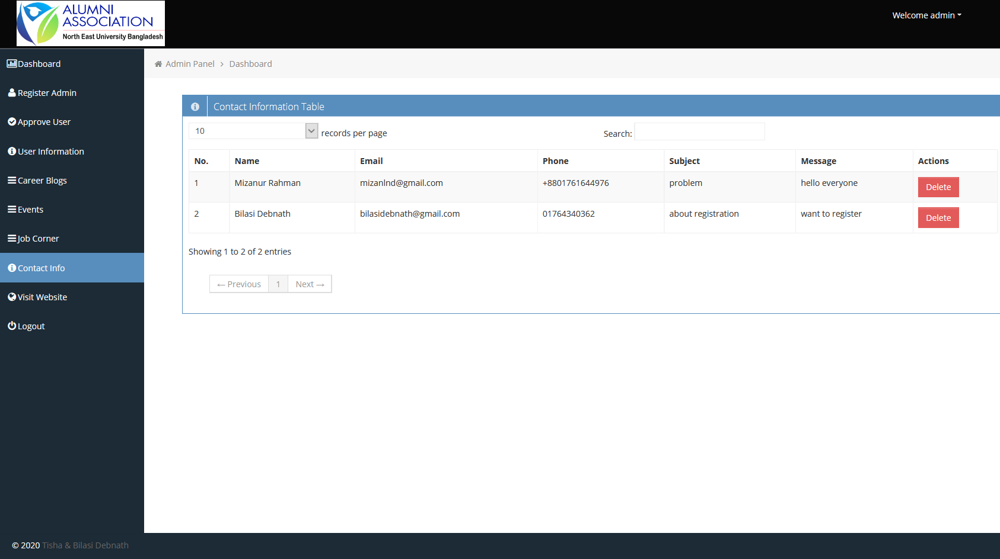 ALUMNI
ASSOCIATION
North East University Bangladesh
Welcome admin
Dashboard
Register Admin
Approve User
User Information
Career Blogs
Events
Job Corner
Contact Info
Visit Website
Logout
Admin Panel > Dashboard
Contact Information Table
10 records per page Search:
No. Name Email Phone Subject Message Actions
1 Mizanur Rahman mizanlnd@gmail.com +8801761644976 problem hello everyone Delete
2 Bilasi Debnath bilasidebnath@gmail.com 01764340362 about registration want to register Delete
Showing 1 to 2 of 2 entries
← Previous 1 Next →
© 2020 Tisha & Bilasi Debnath